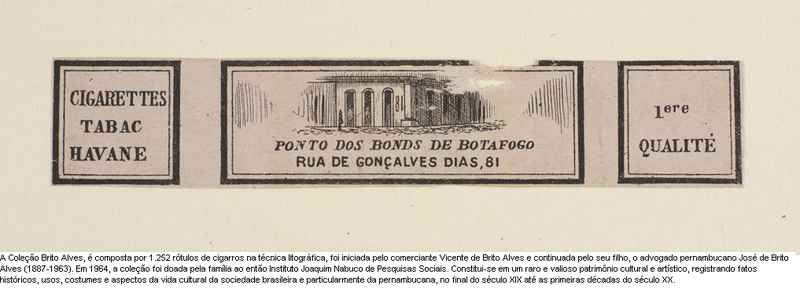 CIGARETTES
TABAC
HAVANE
PONTO DOS BONDS DE BOTAFOGO
RUA DE GONÇALVES DIAS, 81
1ere
QUALITÉ
A Coleção Brito Alves, é composta por 1.252 rótulos de cigarros na técnica litográfica, foi iniciada pelo comerciante Vicente de Brito Alves e continuada pelo seu filho, o advogado pernambucano José de Brito
Alves (1887-1963). Em 1964, a coleção foi doada pela família ao então Instituto Joaquim Nabuco de Pesquisas Sociais. Constitui-se em um raro e valioso patrimônio cultural e artístico, registrando fatos
históricos, usos, costumes e aspectos da vida cultural da sociedade brasileira e particularmente da pernambucana, no final do século XIX até as primeiras décadas do século XX.